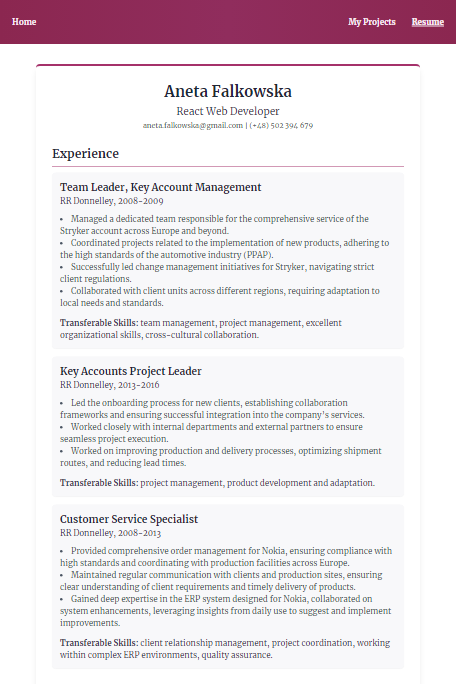 Home My Projects Resume
Aneta Falkowska
React Web Developer
aneta.falkowska@gmail.com | (+48) 502 394 679
Experience
Team Leader, Key Account Management
RR Donnelley, 2008-2009
• Managed a dedicated team responsible for the comprehensive service of the
Stryker account across Europe and beyond.
• Coordinated projects related to the implementation of new products, adhering to
the high standards of the automotive industry (PPAP).
• Successfully led change management initiatives for Stryker, navigating strict
client regulations.
• Collaborated with client units across different regions, requiring adaptation to
local needs and standards.
Transferable Skills: team management, project management, excellent
organizational skills, cross-cultural collaboration.
Key Accounts Project Leader
RR Donnelley, 2013-2016
• Led the onboarding process for new clients, establishing collaboration
frameworks and ensuring successful integration into the company's services.
• Worked closely with internal departments and external partners to ensure
seamless project execution.
• Worked on improving production and delivery processes, optimizing shipment
routes, and reducing lead times.
Transferable Skills: project management, product development and adaptation.
Customer Service Specialist
RR Donnelley, 2008-2013
• Provided comprehensive order management for Nokia, ensuring compliance with
high standards and coordinating with production facilities across Europe.
• Maintained regular communication with clients and production sites, ensuring
clear understanding of client requirements and timely delivery of products.
• Gained deep expertise in the ERP system designed for Nokia, collaborated on
system enhancements, leveraging insights from daily use to suggest and implement
improvements.
Transferable Skills: client relationship management, project coordination, working
within complex ERP environments, quality assurance.